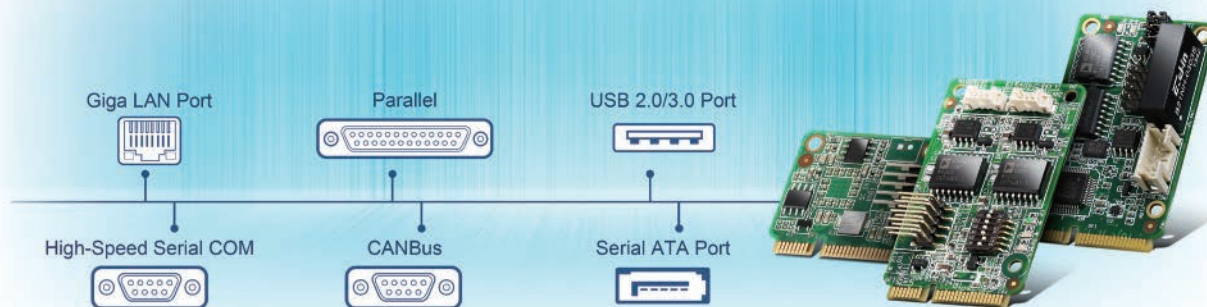 Giga LAN Port
Parallel
USB 2.0/3.0 Port
High-Speed Serial COM
CANBus
Serial ATA Port